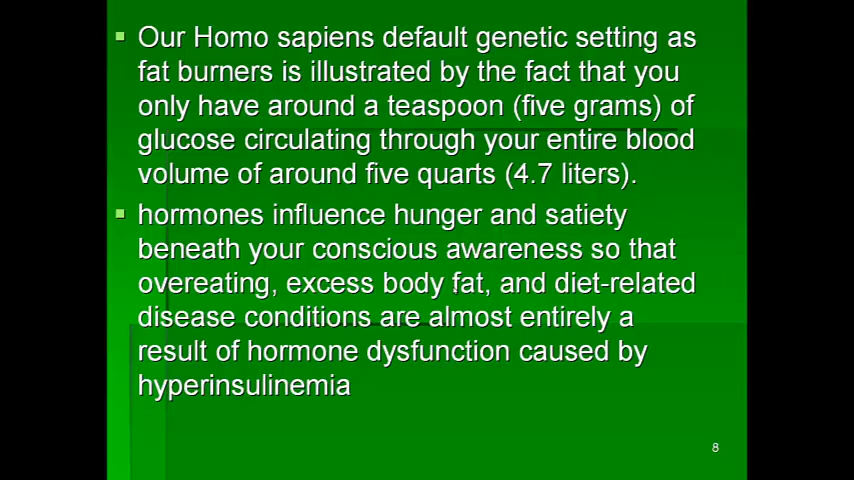 Our Homo sapiens default genetic setting as
fat burners is illustrated by the fact that you
only have around a teaspoon (five grams) of
glucose circulating through your entire blood
volume of around five quarts (4.7 liters).
hormones influence hunger and satiety
beneath your conscious awareness so that
overeating, excess body fat, and diet-related
disease conditions are almost entirely a
result of hormone dysfunction caused by
hyperinsulinemia
8